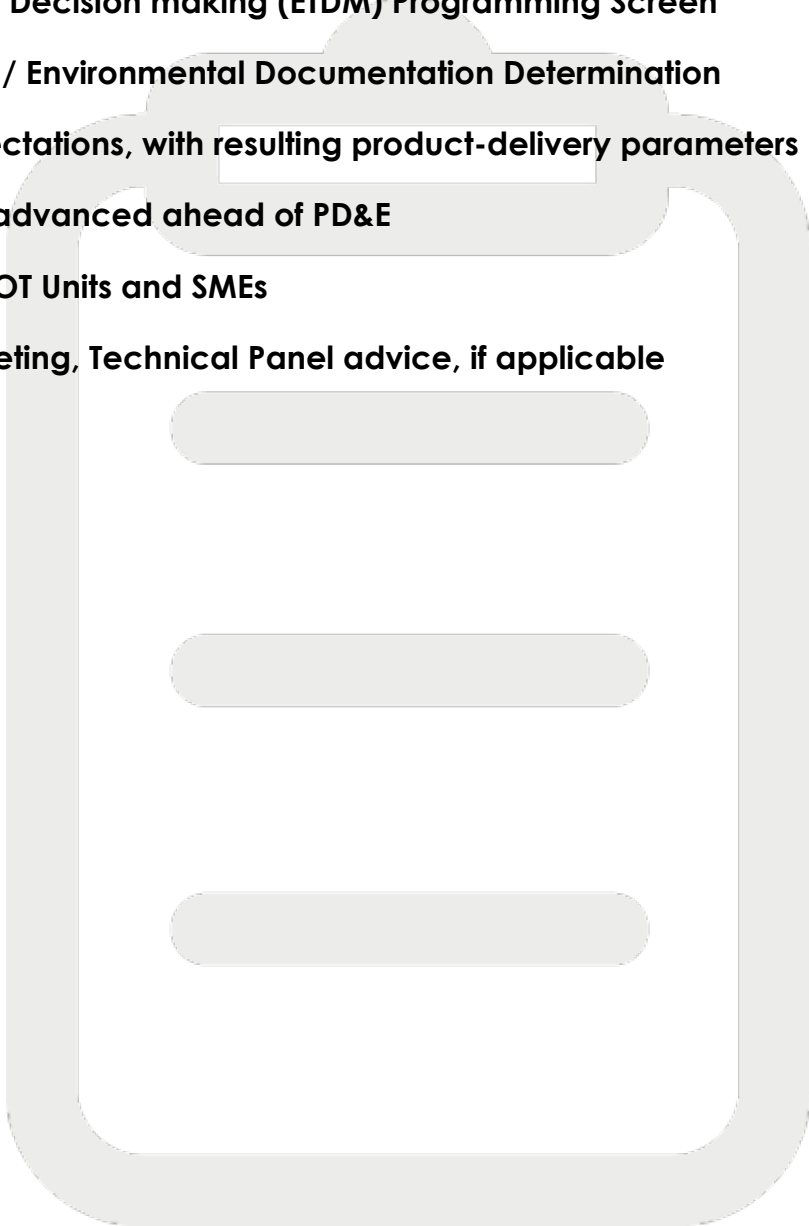 Decision making (ETDM) Programming Screen
/ Environmental Documentation Determination
ctations, with resulting product-delivery parameters
advanced ahead of PD&E
OT Units and SMEs
eting, Technical Panel advice, if applicable